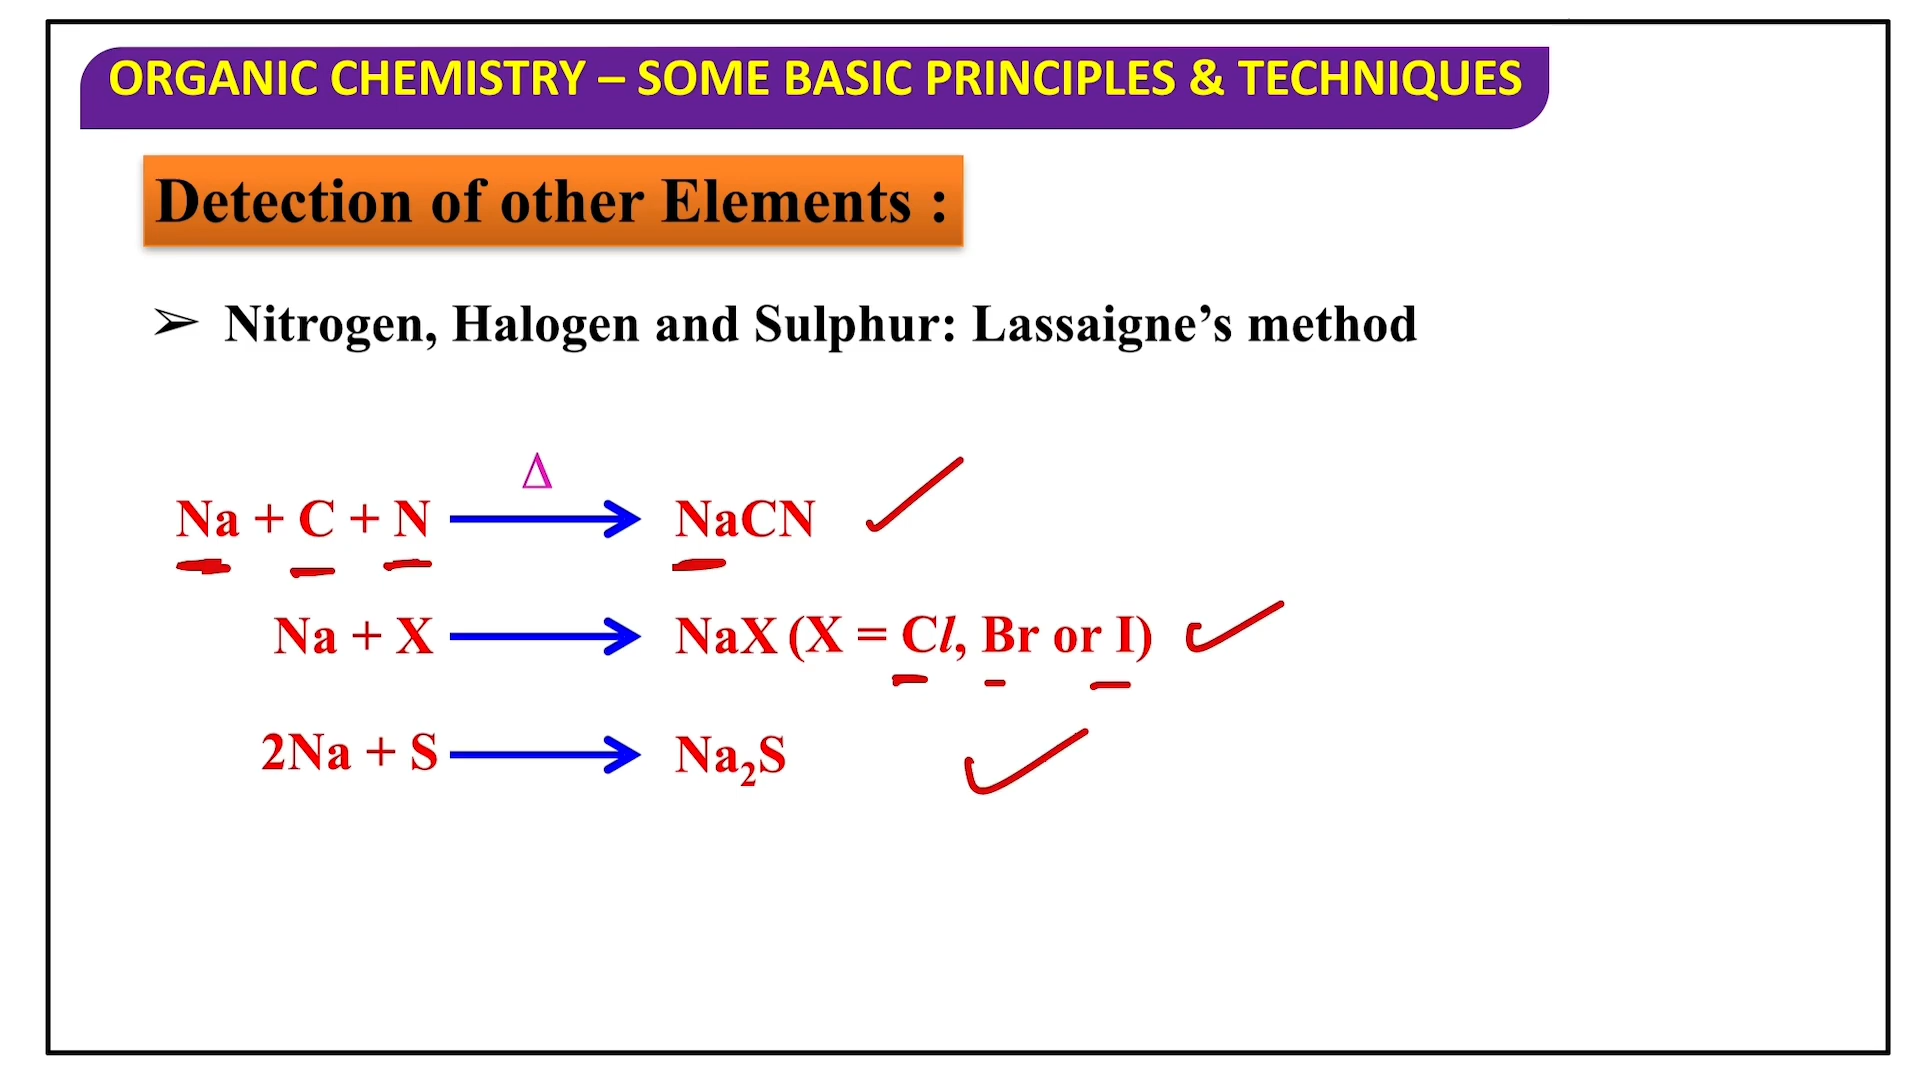 ORGANIC CHEMISTRY – SOME BASIC PRINCIPLES & TECHNIQUES
Detection of other Elements :
➢ Nitrogen, Halogen and Sulphur: Lassaigne’s method
Δ
Na + C + N ⟶ NaCN
Na + X ⟶ NaX (X = Cl, Br or I)
2Na + S ⟶ Na₂S